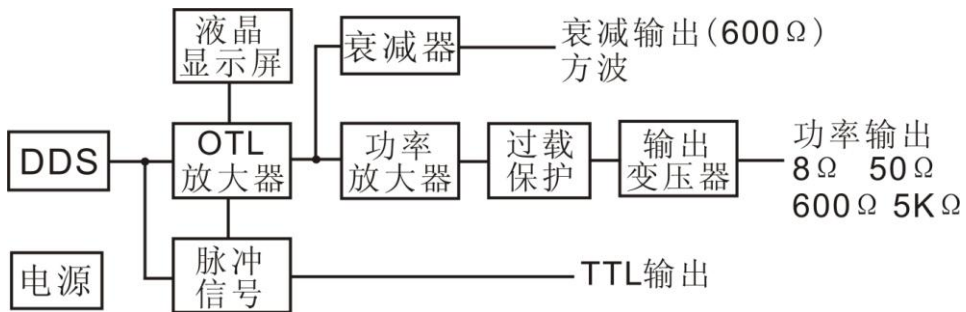 液晶
显示屏
衰减器
衰减输出(600Ω)
方波
DDS
OTL
放大器
功率
放大器
过载
保护
输出
变压器
功率输出
8Ω 50Ω
600Ω 5KΩ
电源
脉冲
信号
TTL输出